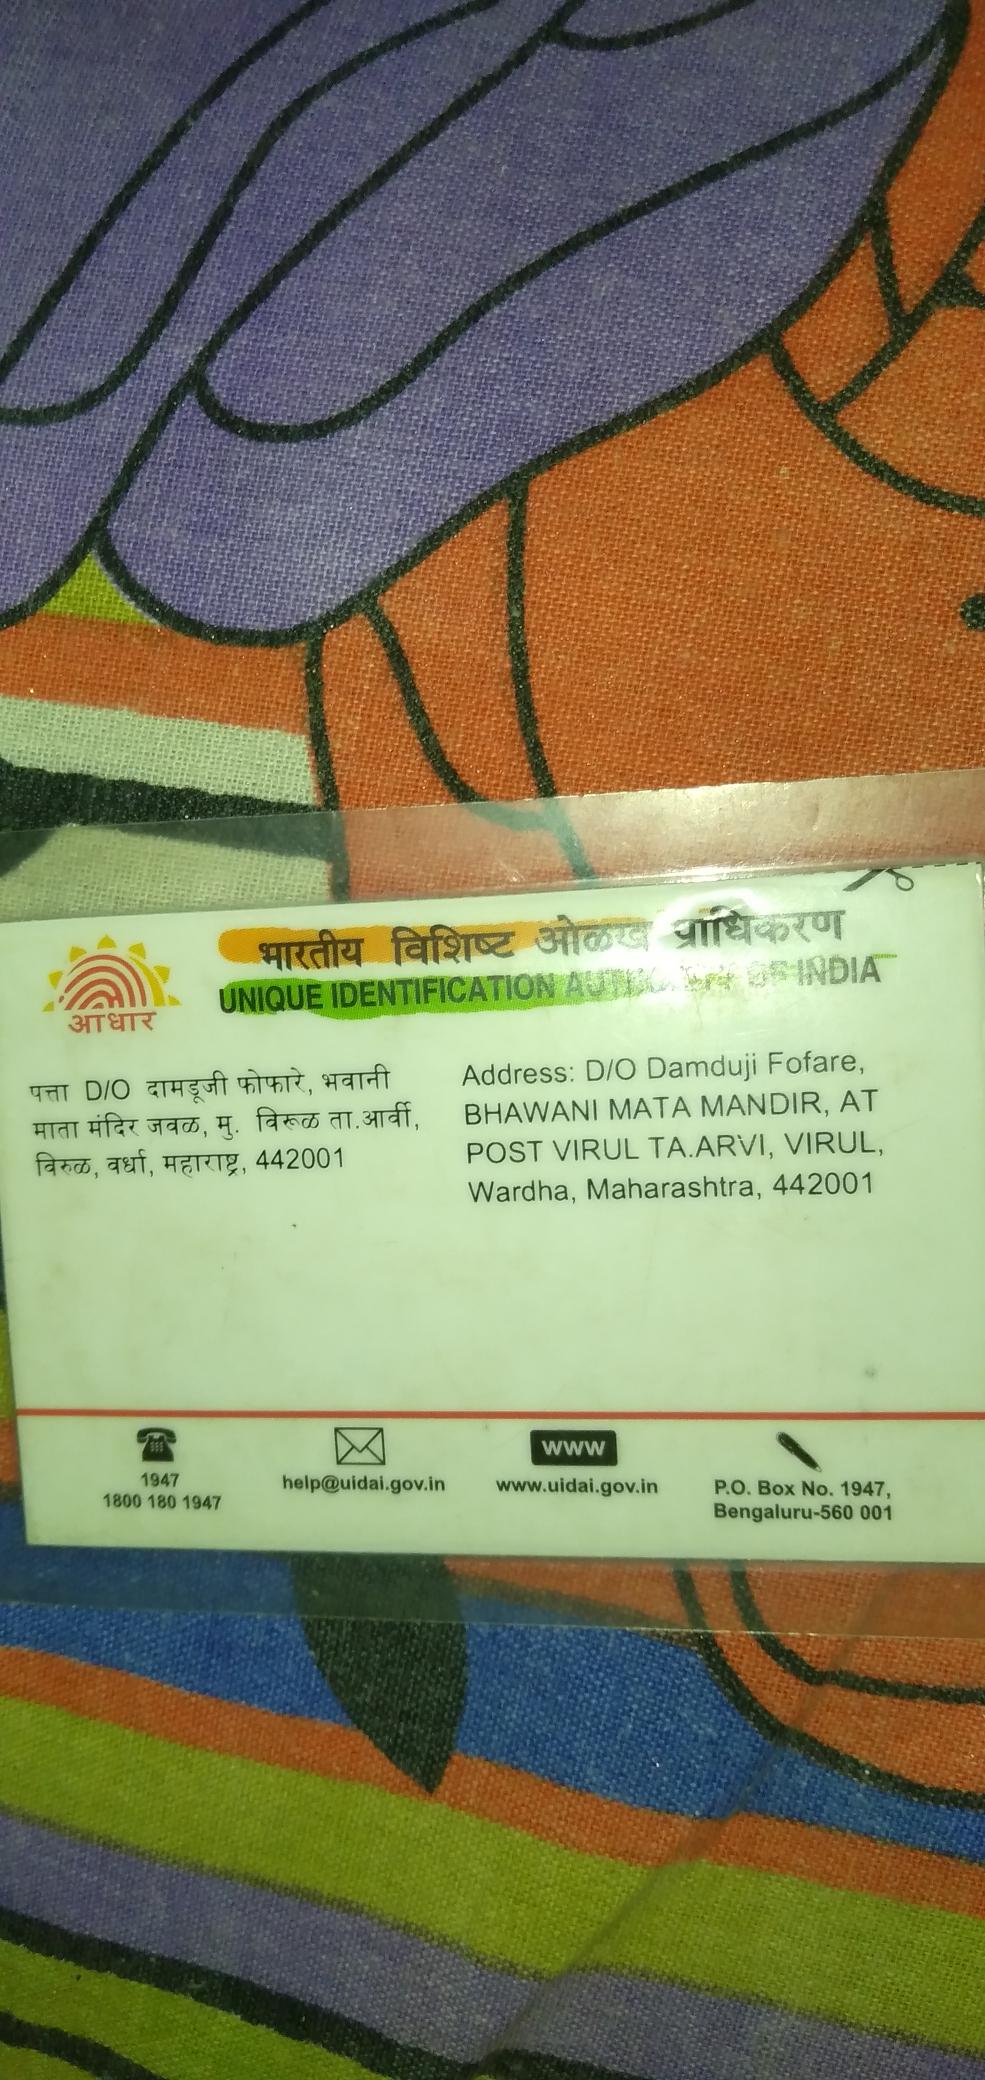 भारतीय विशिष्ट ओळख प्राधिकरण
UNIQUE IDENTIFICATION AUTHORITY OF INDIA
आधार
पत्ता D/O दामडूजी फोफारे, भवानी
माता मंदिर जवळ, मु. विरूळ ता.आर्वी,
विरुळ, वर्धा, महाराष्ट्र, 442001
Address: D/O Damduji Fofare,
BHAWANI MATA MANDIR, AT
POST VIRUL TA.ARVI, VIRUL,
Wardha, Maharashtra, 442001
1947
1800 180 1947
help@uidai.gov.in
www
www.uidai.gov.in
P.O. Box No. 1947,
Bengaluru-560 001